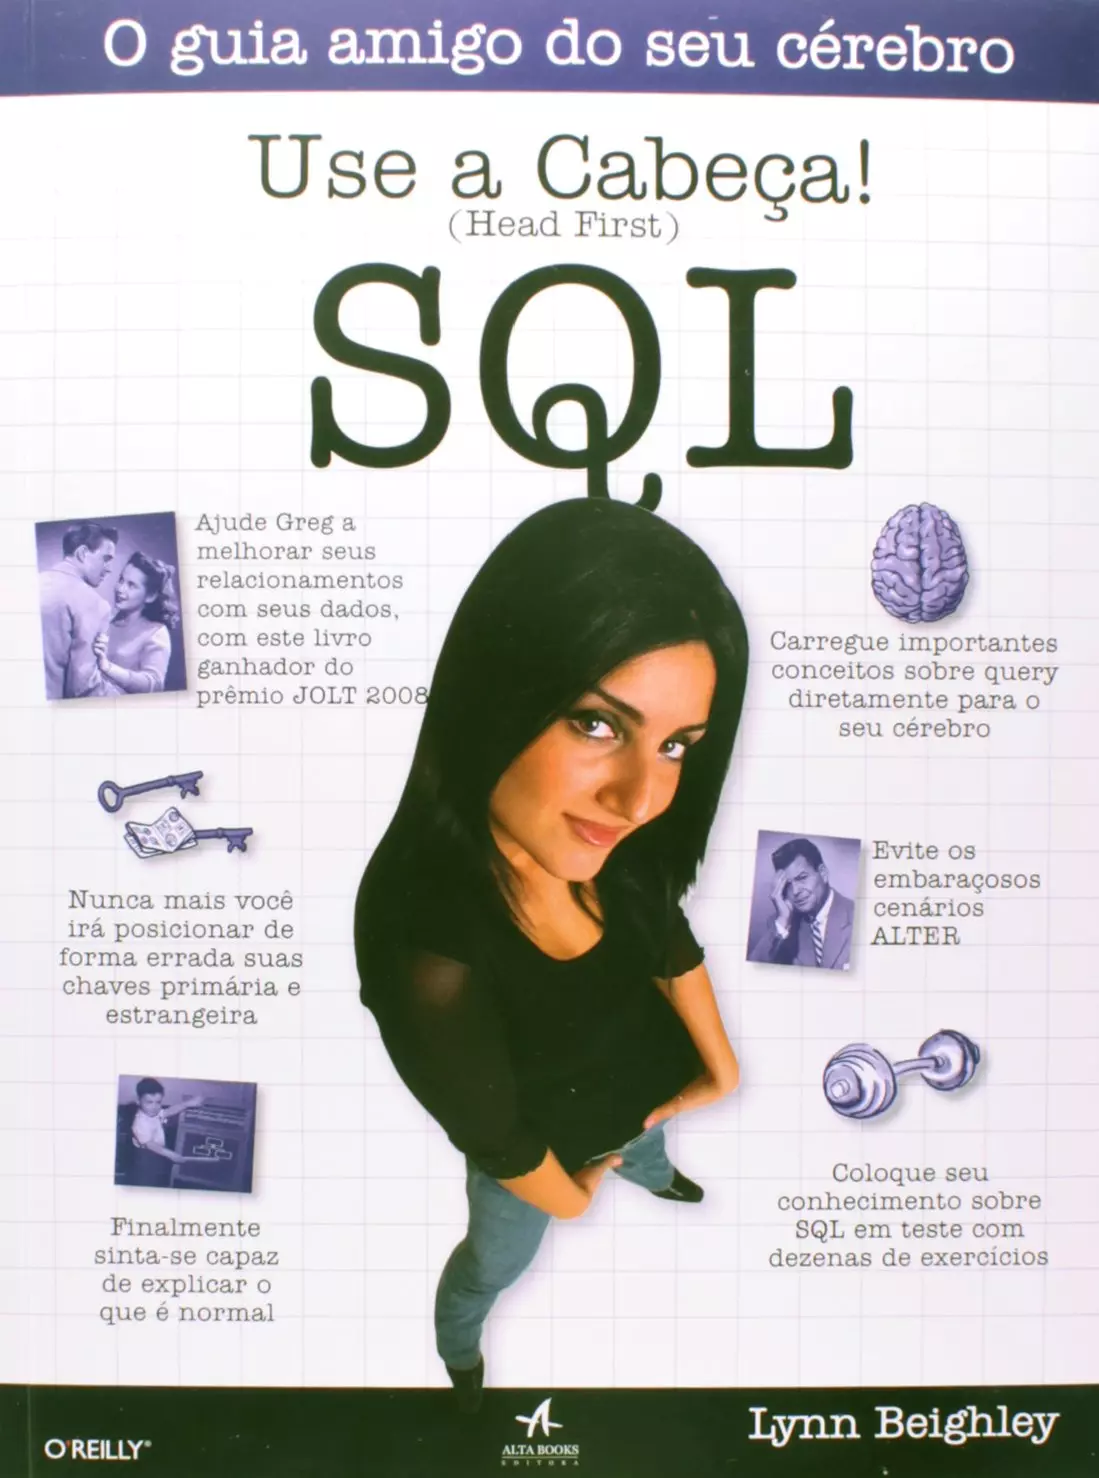 O guia amigo do seu cérebro
Use a Cabeça!
(Head First)
SQL
Ajude Greg a
melhorar seus
relacionamentos
com seus dados,
com este livro
ganhador do
prêmio JOLT 2008
Carregue importantes
conceitos sobre query
diretamente para o
seu cérebro
Nunca mais você
irá posicionar de
forma errada suas
chaves primária e
estrangeira
Evite os
embaraçosos
cenários
ALTER
Finalmente
sinta-se capaz
de explicar o
que é normal
Coloque seu
conhecimento sobre
SQL em teste com
dezenas de exercícios
O'REILLY®
ALTA BOOKS
EDITORA
Lynn Beighley